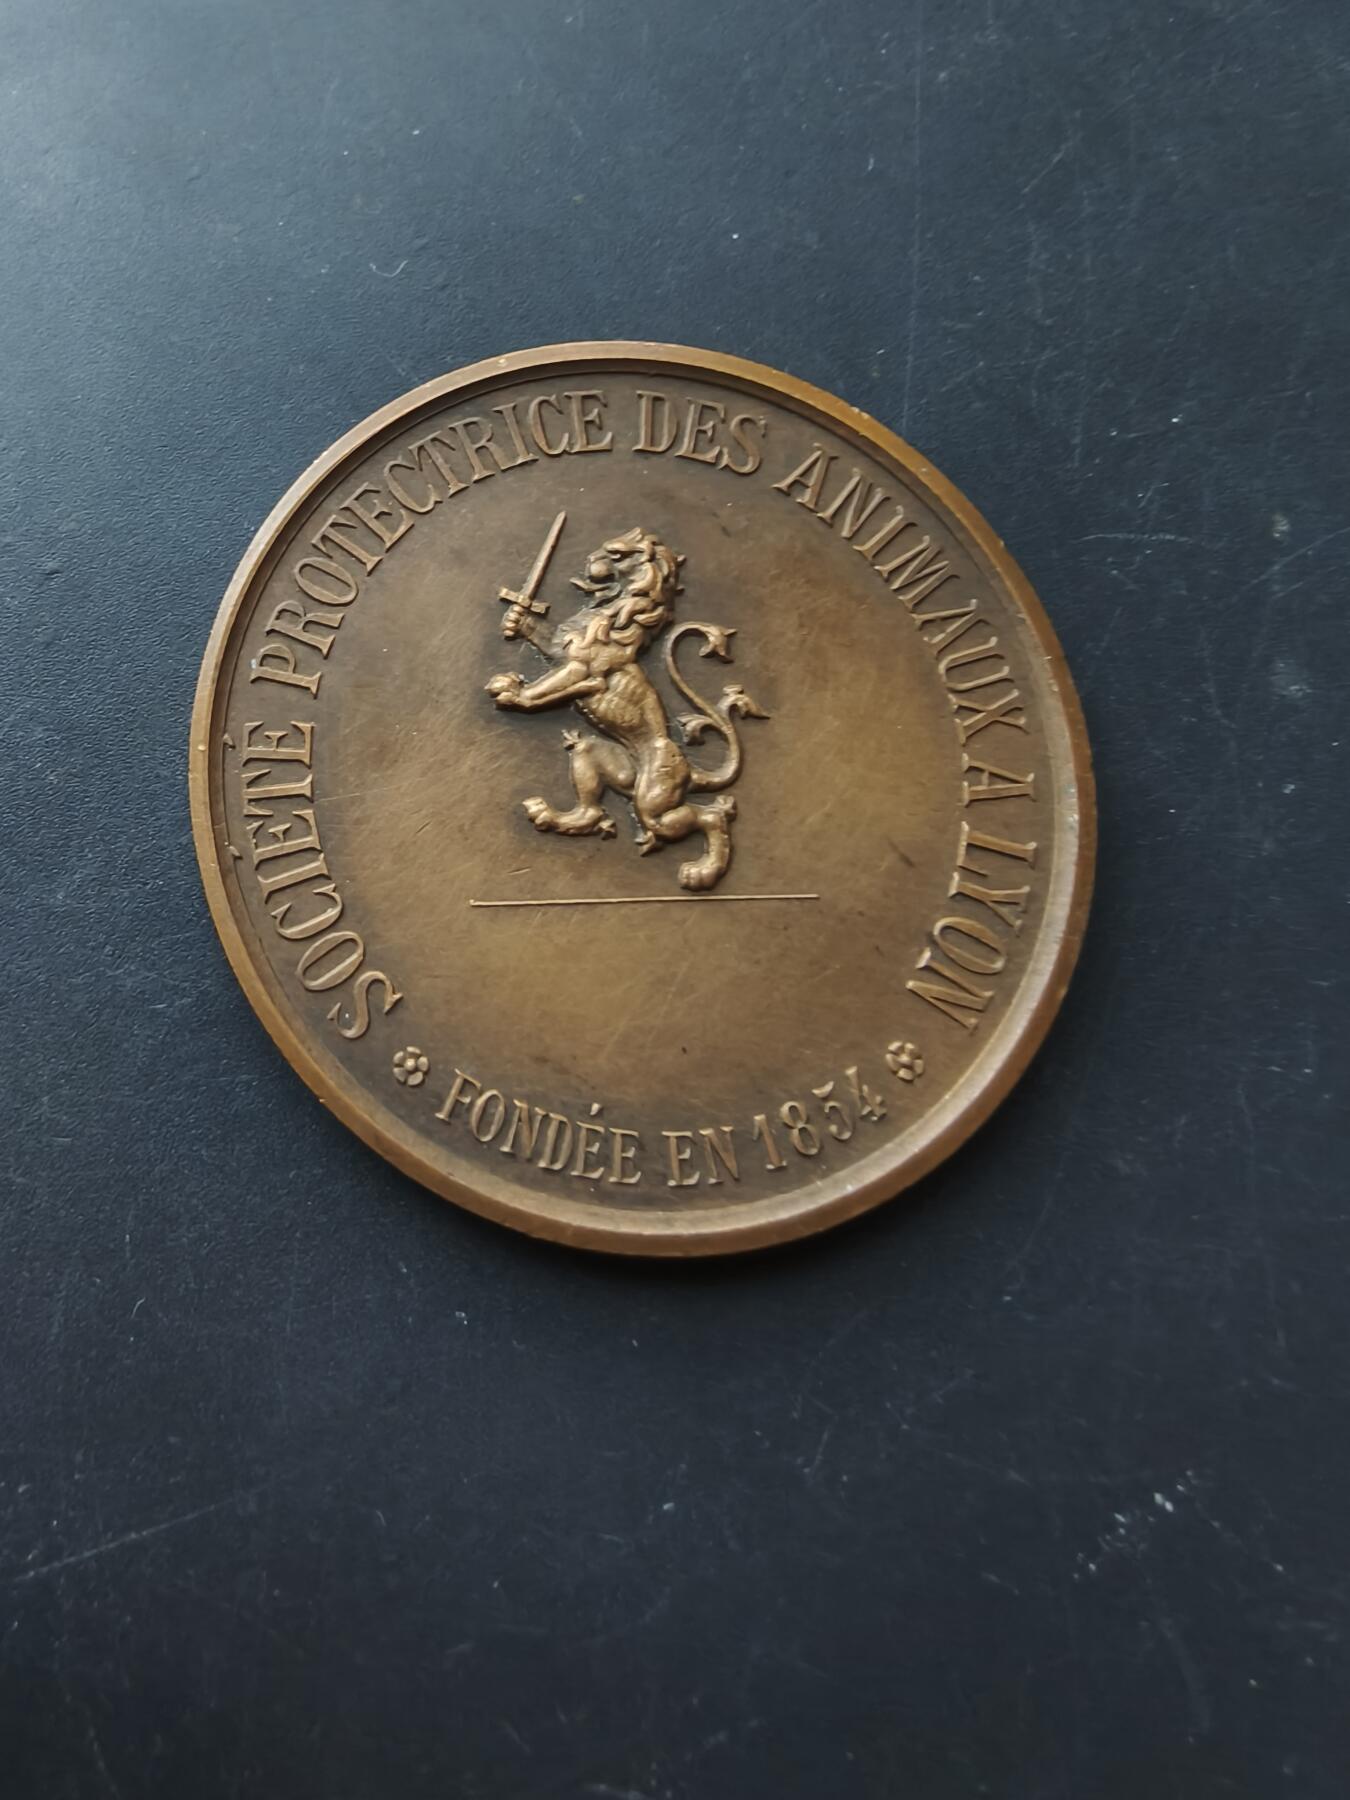 SOCIÉTÉ PROTECTRICE DES ANIMAUX A LYON
FONDÉE EN 1854